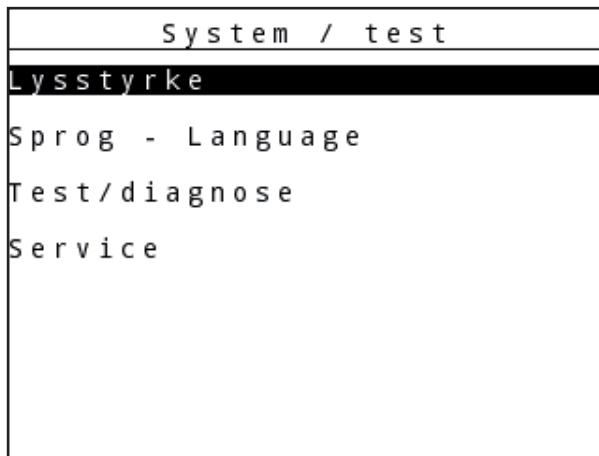 System / test
Lysstyrke
Sprog - Language
Test/diagnose
Service